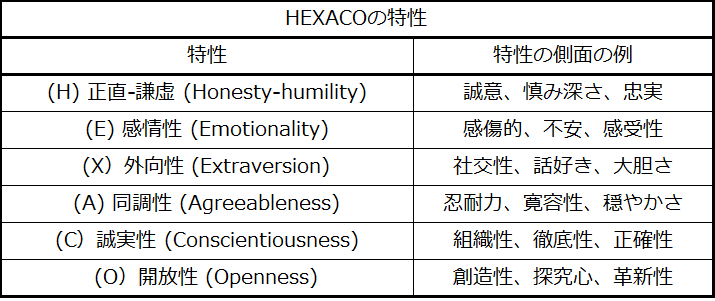 HEXACOの特性
特性 特性の側面の例
(H) 正直-謙虚 (Honesty-humility) 誠意、慎み深さ、忠実
(E) 感情性 (Emotionality) 感傷的、不安、感受性
(X）外向性 (Extraversion) 社交性、話好き、大胆さ
(A) 同調性 (Agreeableness) 忍耐力、寛容性、穏やかさ
(C）誠実性 (Conscientiousness) 組織性、徹底性、正確性
(O）開放性 (Openness) 創造性、探究心、革新性